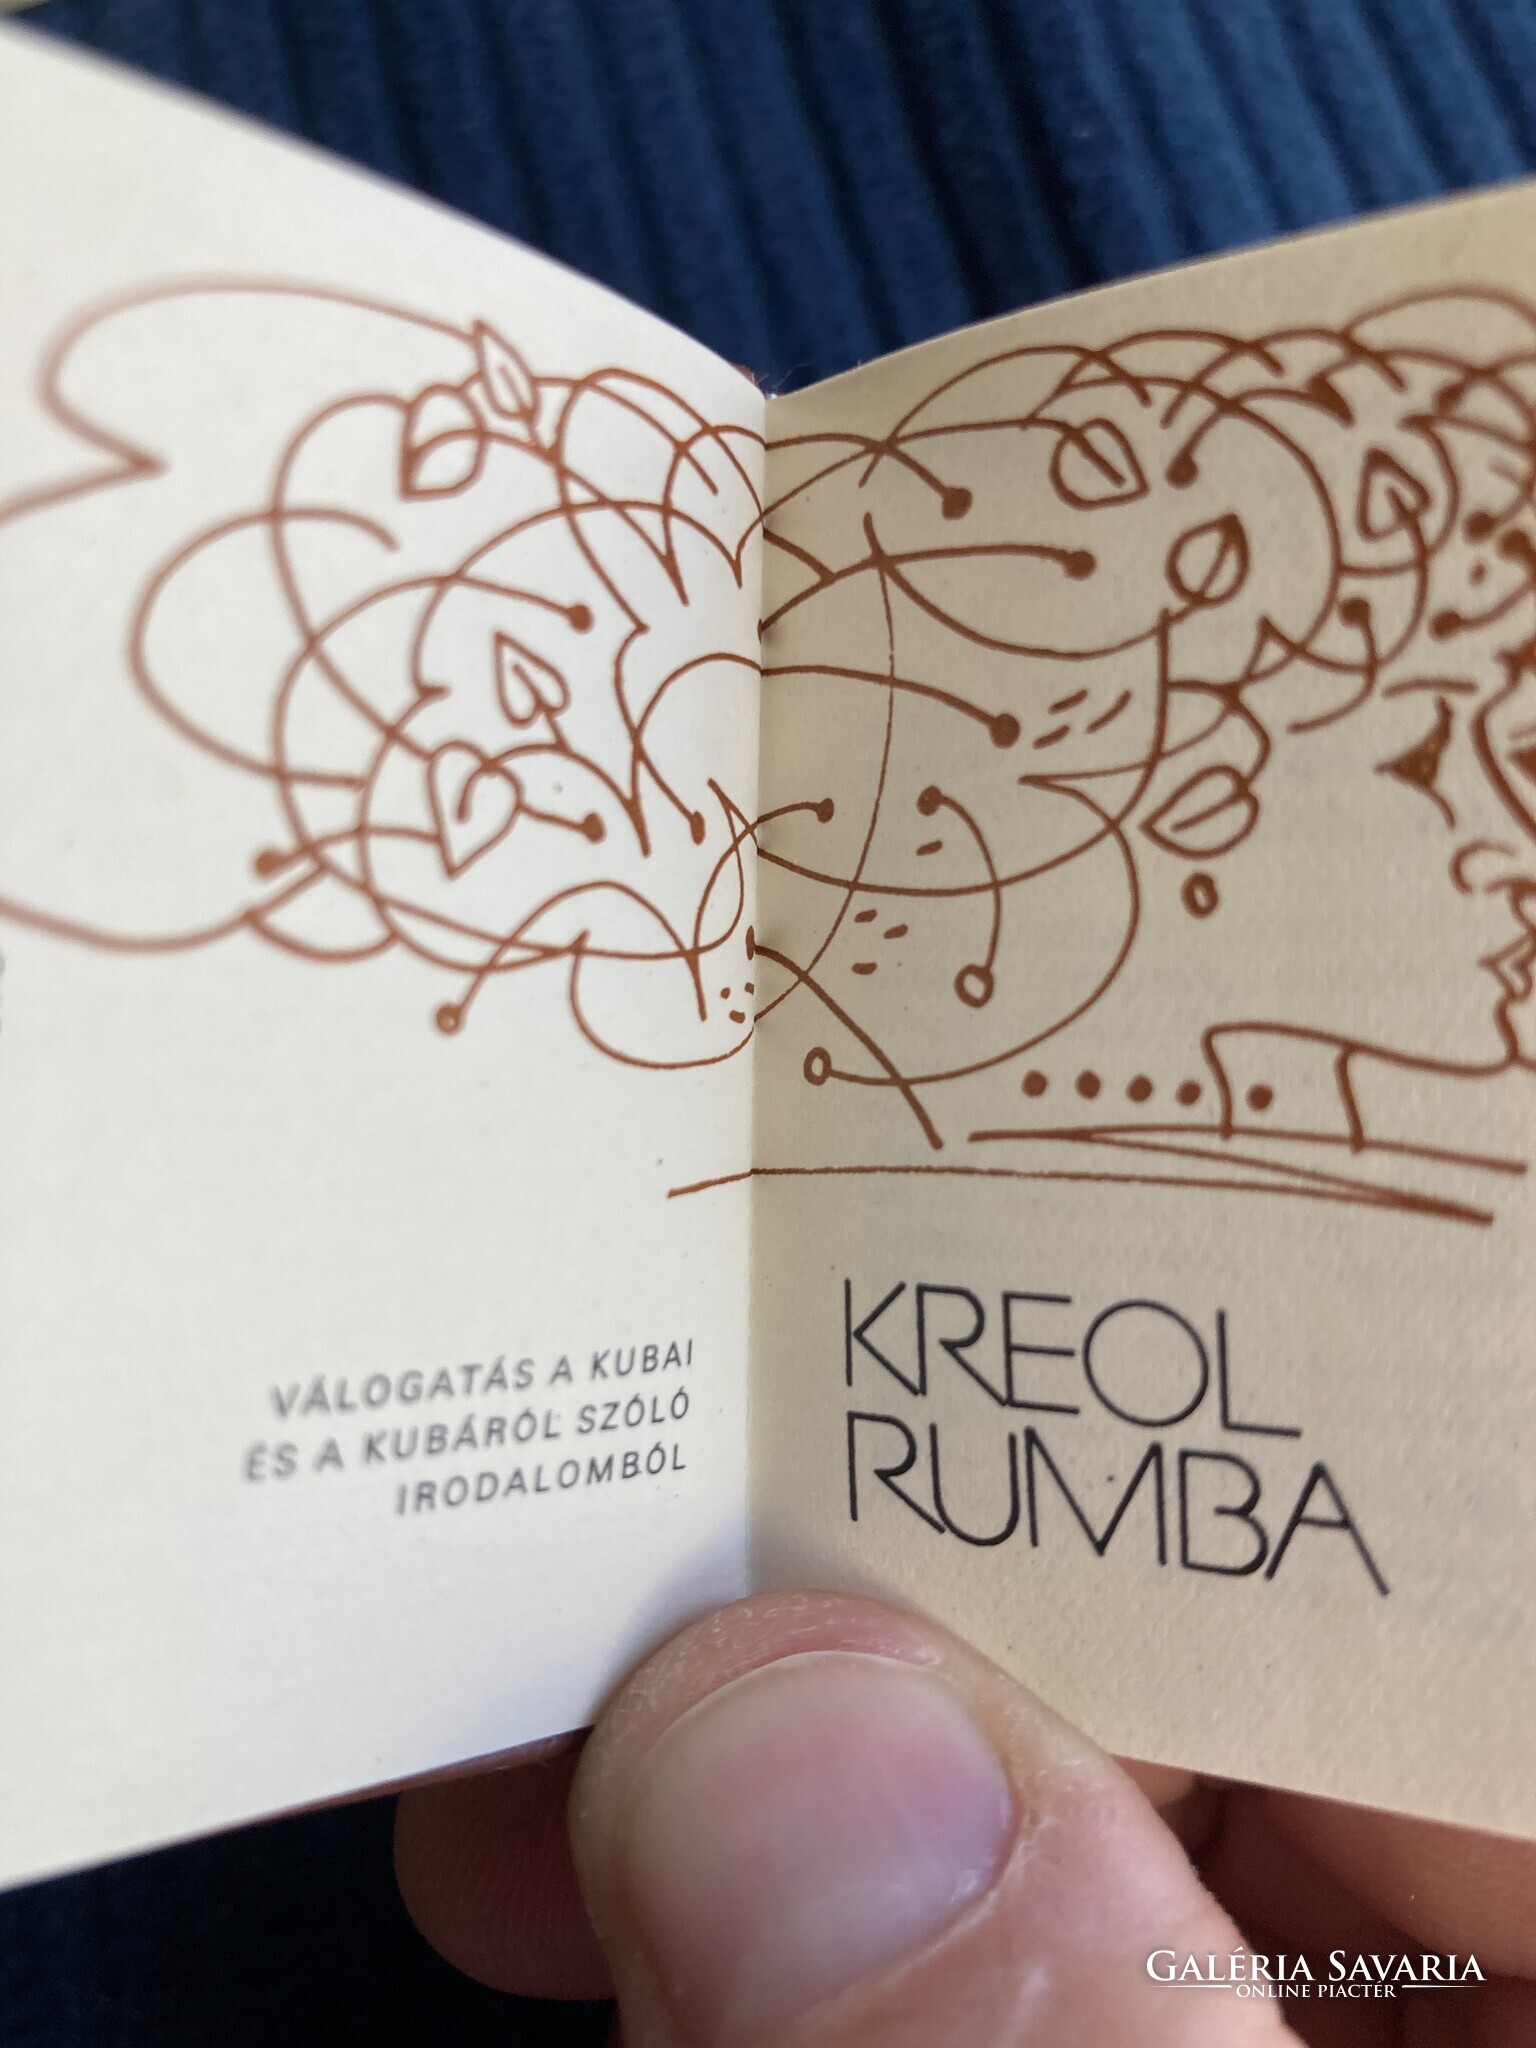 VÁLOGATÁS A KUBAI
ÉS A KUBÁRÓL SZÓLÓ
IRODALOMBÓL
KREOL
RUMBA
GALÉRIA SAVARIA
ONLINE PIACTÉR